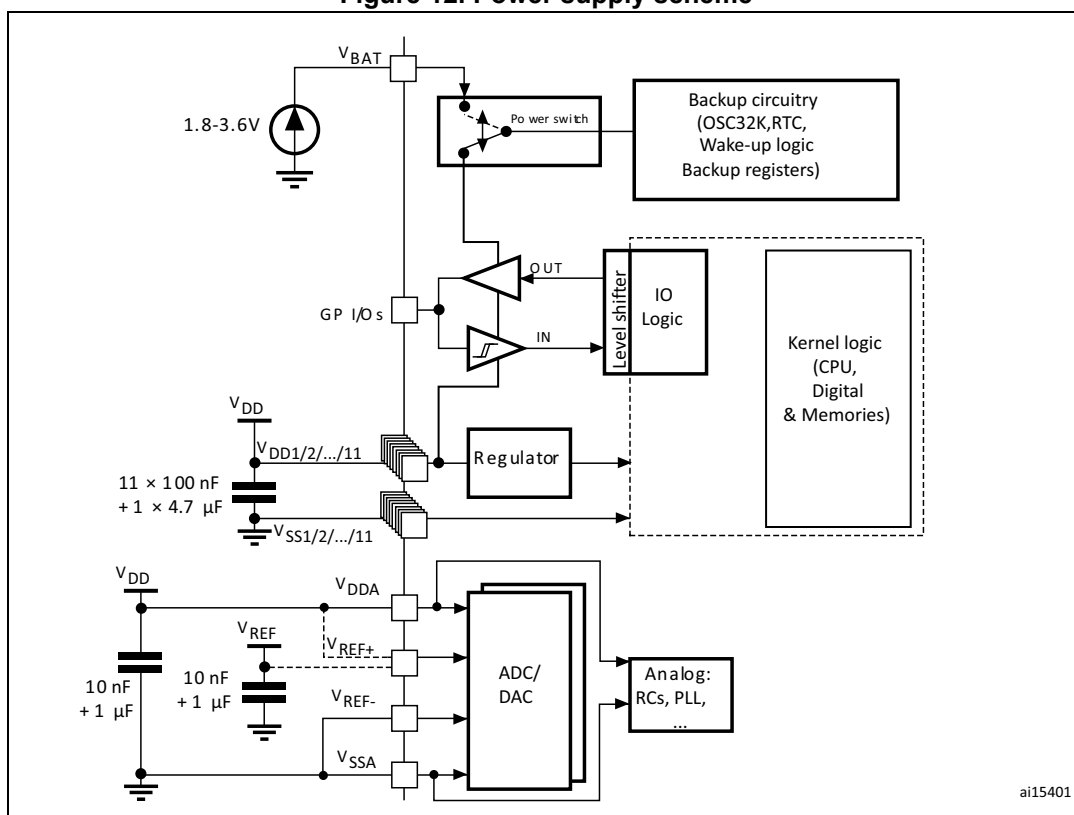 Figure 12. Power supply scheme
VBAT
1.8-3.6V
Po wer switch
Backup circuitry
(OSC32K,RTC,
Wake-up logic
Backup registers)
GP I/Os
OUT
IN
Level shifter
IO
Logic
Kernel logic
(CPU,
Digital
& Memories)
VDD
VDD1/2/.../11
Regulator
11 × 100 nF
+ 1 × 4.7 µF
VSS1/2/.../11
VDD
VDDA
VREF
VREF+
VREF-
VSSA
10 nF
+ 1 µF
10 nF
+ 1 µF
ADC/
DAC
Analog:
RCs, PLL,
...
ai15401